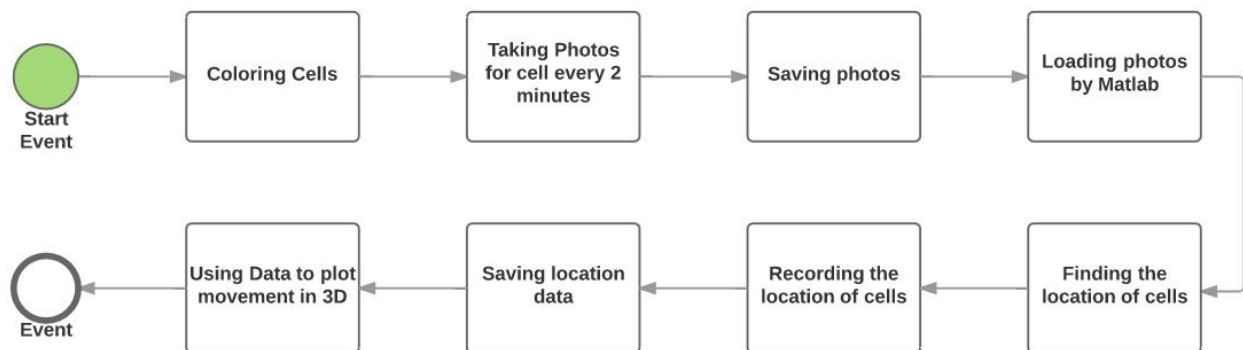 Start
Event
Coloring Cells
Taking Photos
for cell every 2
minutes
Saving photos
Loading photos
by Matlab
Finding the
location of cells
Recording the
location of cells
Saving location
data
Using Data to plot
movement in 3D
Event